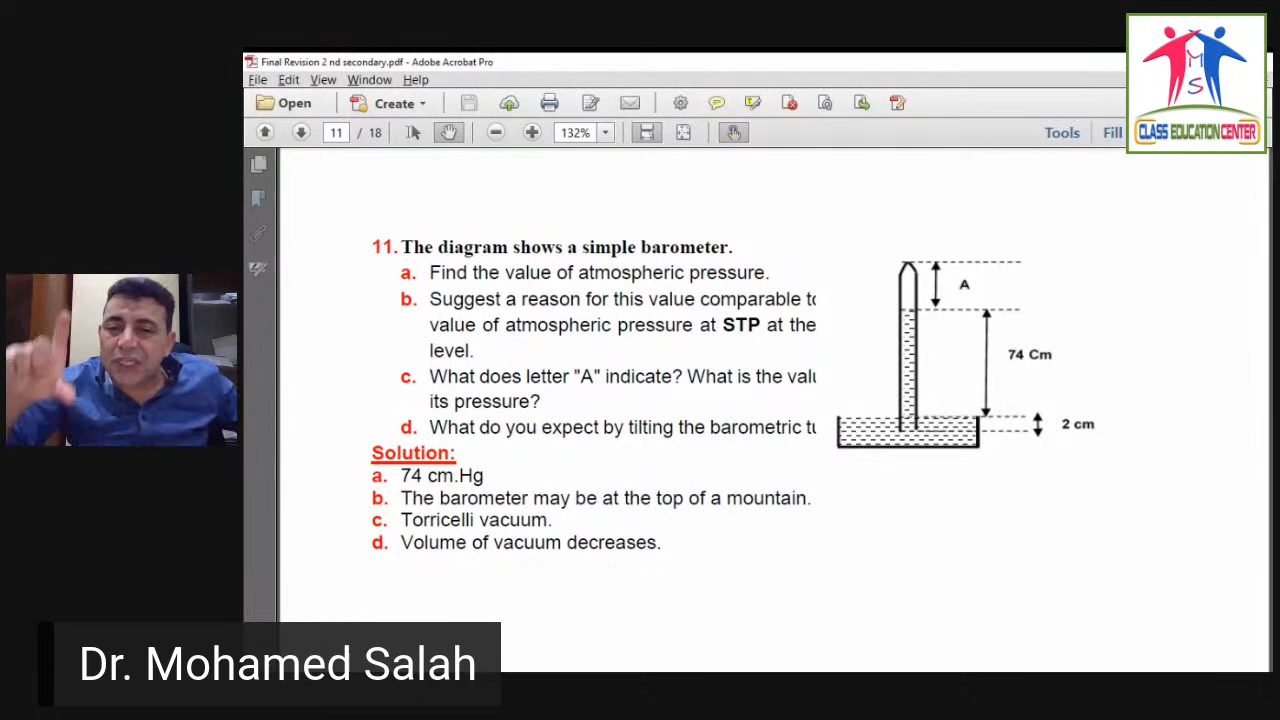 Final Revision 2 nd secondary.pdf - Adobe Acrobat Pro
File Edit View Window Help
Open Create
11 / 18 132% Tools Fill
M
S
CLASS EDUCATION CENTER
11. The diagram shows a simple barometer.
a. Find the value of atmospheric pressure.
b. Suggest a reason for this value comparable to
value of atmospheric pressure at STP at the
level.
c. What does letter "A" indicate? What is the valu
its pressure?
d. What do you expect by tilting the barometric tu
A
74 Cm
2 cm
Solution:
a. 74 cm.Hg
b. The barometer may be at the top of a mountain.
c. Torricelli vacuum.
d. Volume of vacuum decreases.
Dr. Mohamed Salah